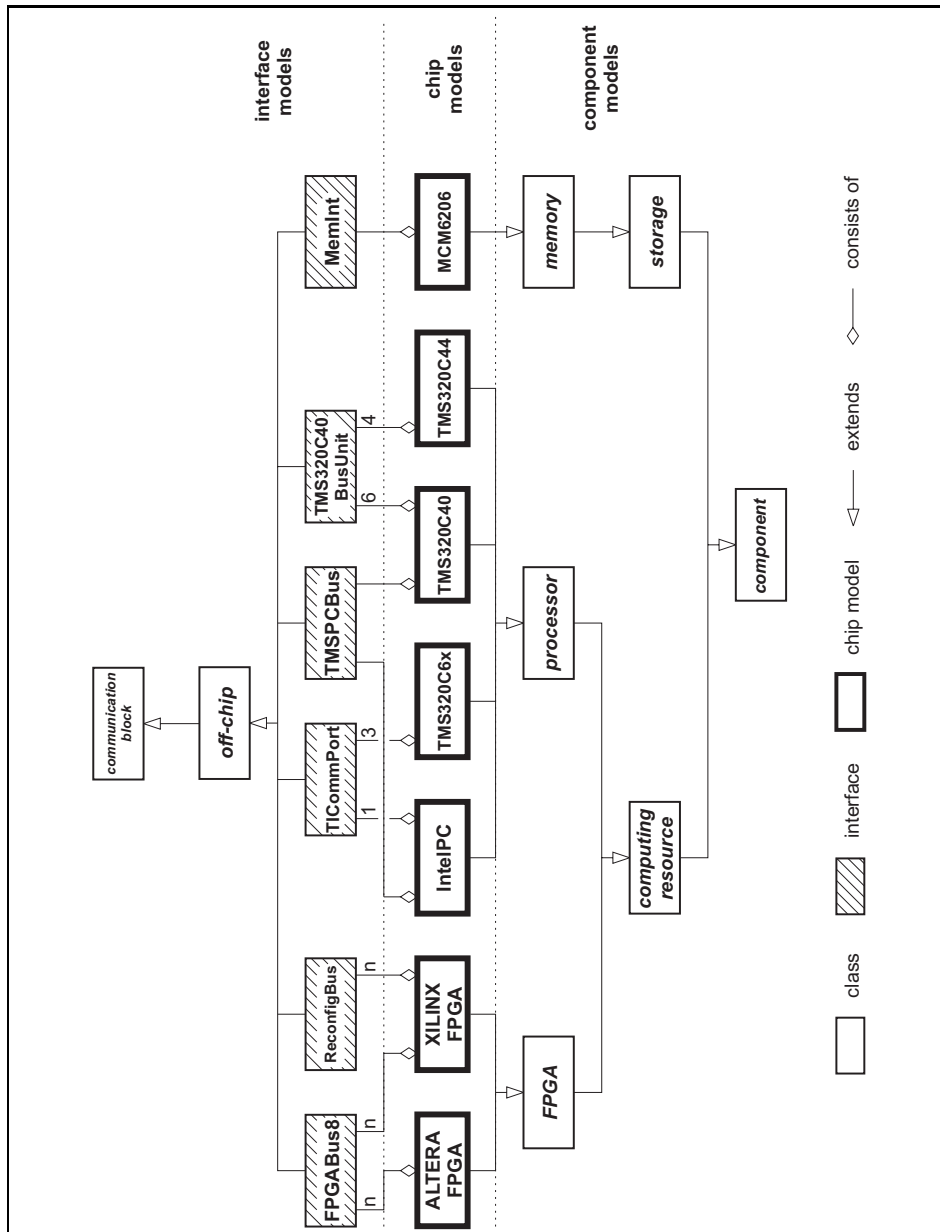 communication
block
off-chip
interface
models
FPGABus8
ReconfigBus
TICommPort
TMSPCBus
TMS320C40
BusUnit
MemInt
n
n
n
1
3
6
4
chip
models
ALTERA
FPGA
XILINX
FPGA
IntelPC
TMS320C6x
TMS320C40
TMS320C44
MCM6206
component
models
FPGA
processor
memory
computing
resource
storage
component
class
interface
chip model
extends
consists of